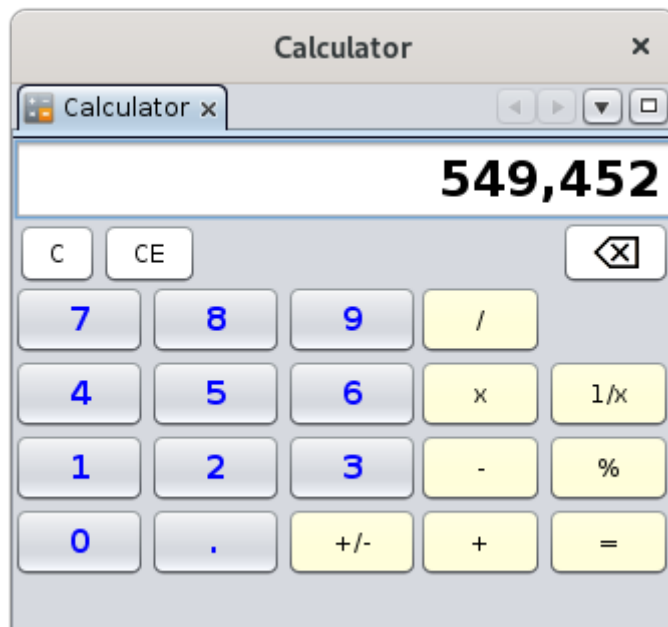 Calculator
Calculator
549,452
C CE
7 8 9 /
4 5 6 x 1/x
1 2 3 - %
0 . +/- + =